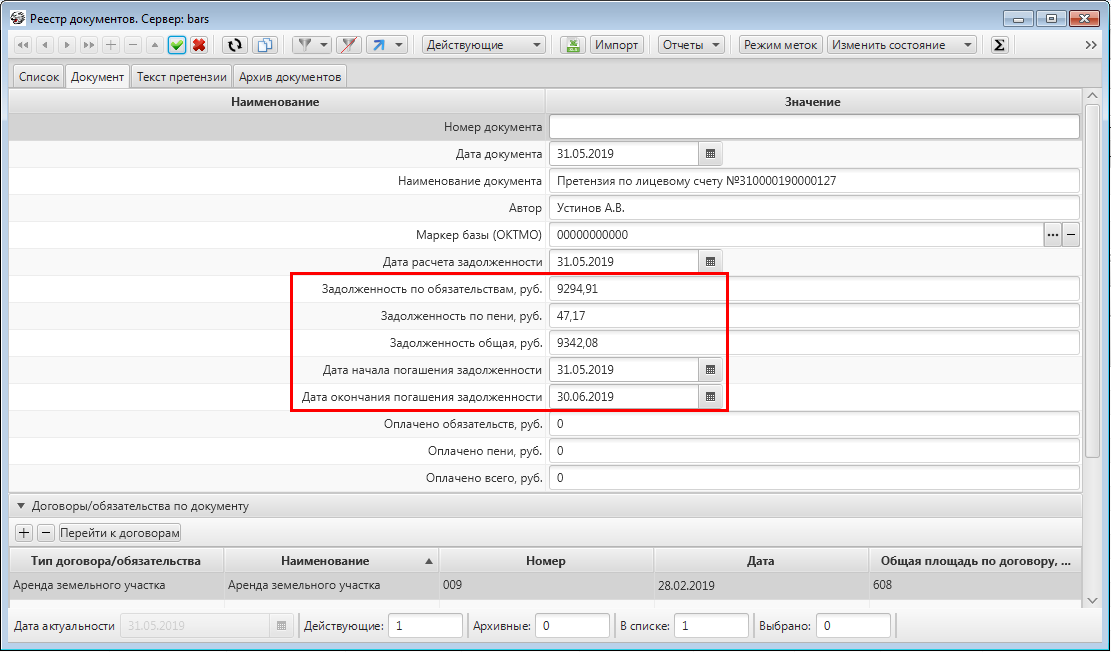 Реестр документов. Сервер: bars
Действующие Импорт Отчеты Режим меток Изменить состояние Σ
Список Документ Текст претензии Архив документов
Наименование Значение
Номер документа
Дата документа 31.05.2019
Наименование документа Претензия по лицевому счету №310000190000127
Автор Устинов А.В.
Маркер базы (ОКТМО) 00000000000
Дата расчета задолженности 31.05.2019
Задолженность по обязательствам, руб. 9294,91
Задолженность по пени, руб. 47,17
Задолженность общая, руб. 9342,08
Дата начала погашения задолженности 31.05.2019
Дата окончания погашения задолженности 30.06.2019
Оплачено обязательств, руб. 0
Оплачено пени, руб. 0
Оплачено всего, руб. 0
Договоры/обязательства по документу
Перейти к договорам
Тип договора/обязательства Наименование Номер Дата Общая площадь по договору, ...
Аренда земельного участка Аренда земельного участка 009 28.02.2019 608
Дата актуальности 31.05.2019 Действующие: 1 Архивные: 0 В списке: 1 Выбрано: 0